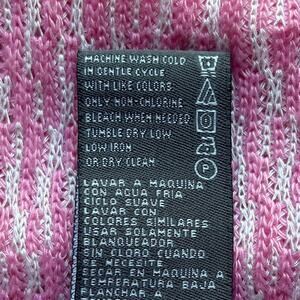 MACHINE WASH COLD
IN GENTLE CYCLE
WITH LIKE COLORS
ONLY NON-CHLORINE
BLEACH WHEN NEEDED
TUMBLE DRY LOW
LOW IRON
OR DRY CLEAN
P
LAVAR A MAQUINA
CON AGUA FRIA
CICLO SUAVE
LAVAR CON
COLORES SIMILARES
USAR SOLAMENTE
BLANQUEADOR
SIN CLORO CUANDO
SE NECESITE
SECAR EN MAQUINA A
TEMPERATURA BAJA
PLANCHAR A